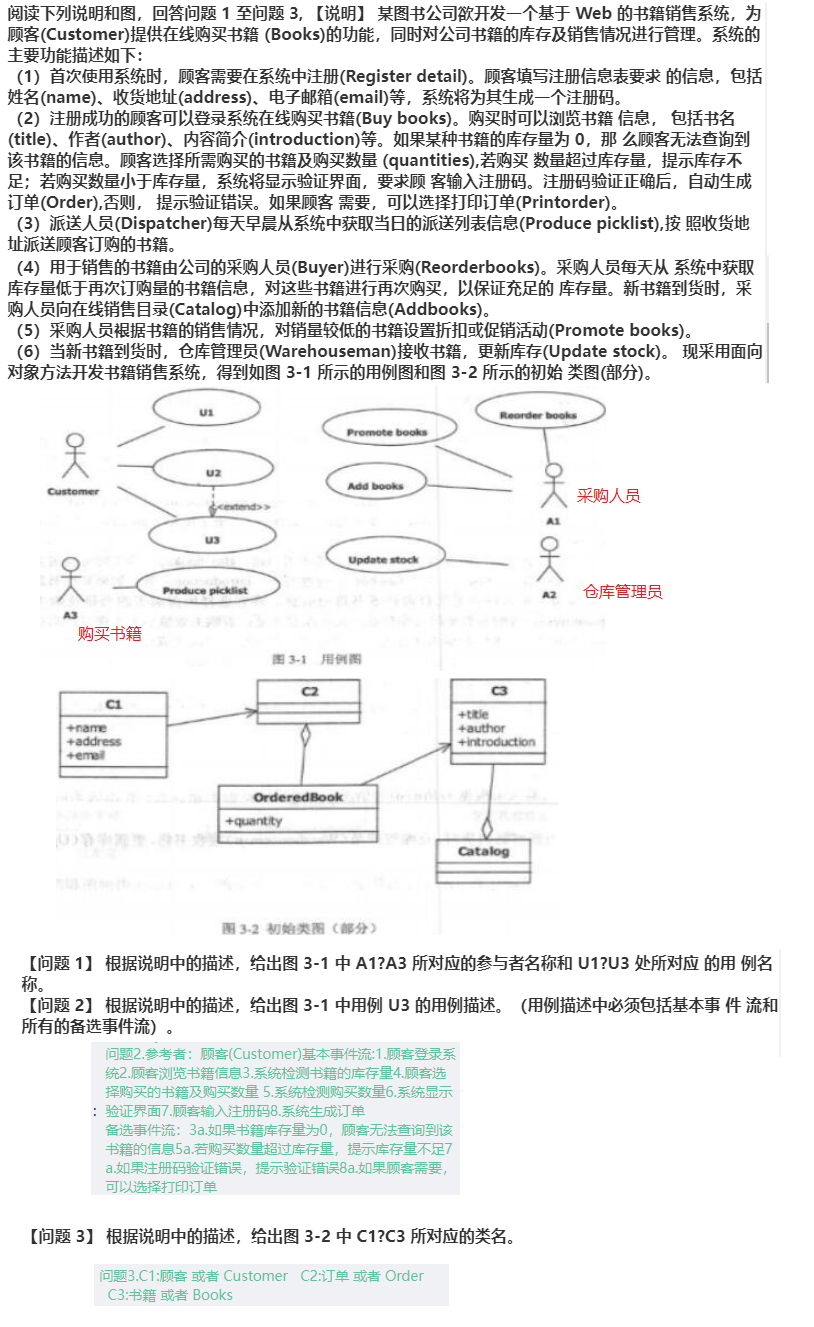 阅读下列说明和图，回答问题 1 至问题 3, 【说明】 某图书公司欲开发一个基于 Web 的书籍销售系统，为
顾客(Customer)提供在线购买书籍 (Books)的功能，同时对公司书籍的库存及销售情况进行管理。系统的
主要功能描述如下：
（1）首次使用系统时，顾客需要在系统中注册(Register detail)。顾客填写注册信息表要求 的信息，包括
姓名(name)、收货地址(address)、电子邮箱(email)等，系统将为其生成一个注册码。
（2）注册成功的顾客可以登录系统在线购买书籍(Buy books)。购买时可以浏览书籍 信息， 包括书名
(title)、作者(author)、内容简介(introduction)等。如果某种书籍的库存量为 0，那 么顾客无法查询到
该书籍的信息。顾客选择所需购买的书籍及购买数量 (quantities),若购买 数量超过库存量，提示库存不
足；若购买数量小于库存量，系统将显示验证界面，要求顾 客输入注册码。注册码验证正确后，自动生成
订单(Order),否则， 提示验证错误。如果顾客 需要，可以选择打印订单(Printorder)。
（3）派送人员(Dispatcher)每天早晨从系统中获取当日的派送列表信息(Produce picklist),按 照收货地
址派送顾客订购的书籍。
（4）用于销售的书籍由公司的采购人员(Buyer)进行采购(Reorderbooks)。采购人员每天从 系统中获取
库存量低于再次订购量的书籍信息，对这些书籍进行再次购买，以保证充足的 库存量。新书籍到货时，采
购人员向在线销售目录(Catalog)中添加新的书籍信息(Addbooks)。
（5）采购人员根据书籍的销售情况，对销量较低的书籍设置折扣或促销活动(Promote books)。
（6）当新书籍到货时，仓库管理员(Warehouseman)接收书籍，更新库存(Update stock)。 现采用面向
对象方法开发书籍销售系统，得到如图 3-1 所示的用例图和图 3-2 所示的初始 类图(部分)。
U1
Reorder books
Promote books
U2
Customer
Add books
采购人员
A1
<<extend>>
U3
Update stock
A2
仓库管理员
Produce picklist
A3
购买书籍
图 3-1 用例图
C1
+name
+address
+email
C2
C3
+title
+author
+introduction
OrderedBook
+quantity
Catalog
图 3-2 初始类图（部分）
【问题 1】 根据说明中的描述，给出图 3-1 中 A1?A3 所对应的参与者名称和 U1?U3 处所对应 的用 例名
称。
【问题 2】 根据说明中的描述，给出图 3-1 中用例 U3 的用例描述。（用例描述中必须包括基本事 件 流和
所有的备选事件流）。
问题2.参考者：顾客(Customer)基本事件流:1.顾客登录系
统2.顾客浏览书籍信息3.系统检测书籍的库存量4.顾客选
择购买的书籍及购买数量 5.系统检测购买数量6.系统显示
：验证界面7.顾客输入注册码8.系统生成订单
备选事件流：3a.如果书籍库存量为0，顾客无法查询到该
书籍的信息5a.若购买数量超过库存量，提示库存量不足7
a.如果注册码验证错误，提示验证错误8a.如果顾客需要，
可以选择打印订单
【问题 3】 根据说明中的描述，给出图 3-2 中 C1?C3 所对应的类名。
问题3.C1:顾客 或者 Customer C2:订单 或者 Order
C3:书籍 或者 Books